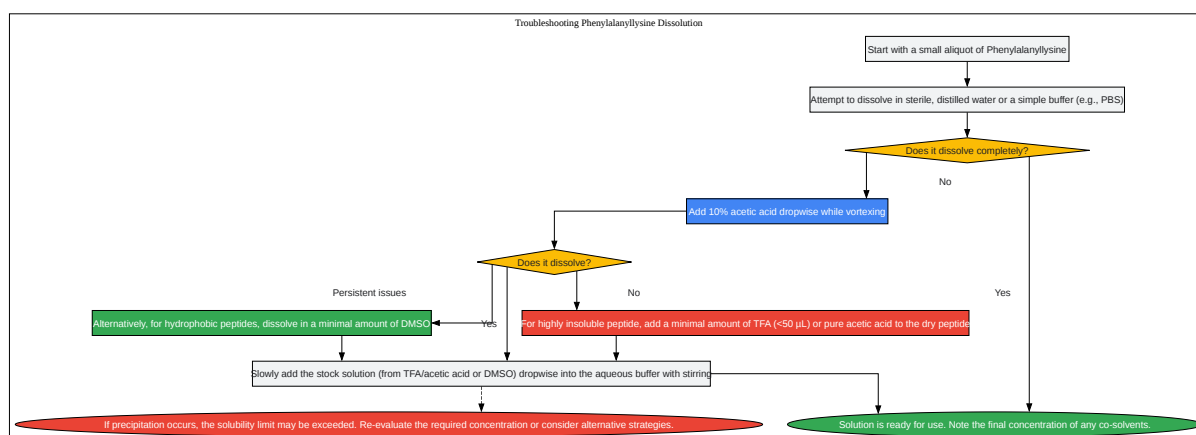 Troubleshooting Phenylalanyllysine Dissolution
Start with a small aliquot of Phenylalanyllysine
Attempt to dissolve in sterile, distilled water or a simple buffer (e.g., PBS)
Does it dissolve completely?
No
Add 10% acetic acid dropwise while vortexing
Does it dissolve?
Persistent issues
No
Yes
Alternatively, for hydrophobic peptides, dissolve in a minimal amount of DMSO
Yes
For highly insoluble peptide, add a minimal amount of TFA (<50 µL) or pure acetic acid to the dry peptide
Slowly add the stock solution (from TFA/acetic acid or DMSO) dropwise into the aqueous buffer with stirring
If precipitation occurs, the solubility limit may be exceeded. Re-evaluate the required concentration or consider alternative strategies.
Solution is ready for use. Note the final concentration of any co-solvents.